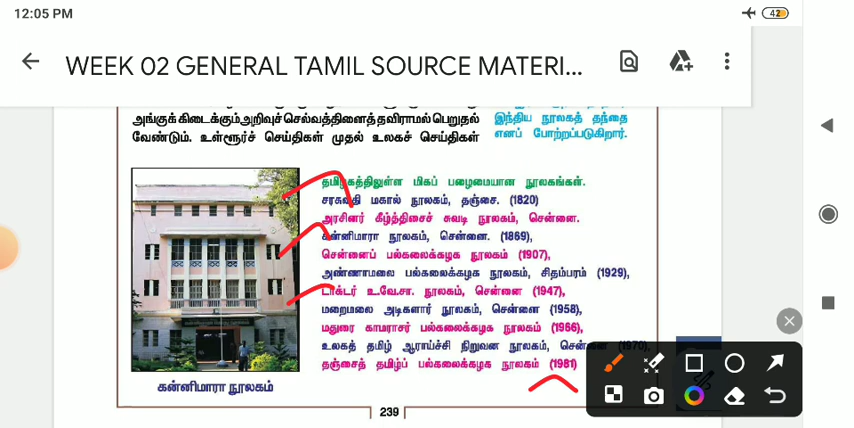 12:05 PM
42
WEEK 02 GENERAL TAMIL SOURCE MATERI...
அங்குக் கிடைக்கும் அறிவுச் செல்வத்தினைத் தவிராமல் பெறுதல்
வேண்டும். உள்ளூர்ச் செய்திகள் முதல் உலகச் செய்திகள்
இந்திய நூலகத் தந்தை
எனப் போற்றப்படுகிறார்.
தமிழகத்திலுள்ள மிகப் பழைமையான நூலகங்கள்.
சரசுவதி மகால் நூலகம், தஞ்சை. (1820)
அரசினர் கீழ்த்திசைச் சுவடி நூலகம், சென்னை.
கன்னிமாரா நூலகம், சென்னை. (1869),
சென்னைப் பல்கலைக்கழக நூலகம் (1907),
அண்ணாமலை பல்கலைக்கழக நூலகம், சிதம்பரம் (1929),
டாக்டர் உ.வே.சா. நூலகம், சென்னை (1947),
மறைமலை அடிகளார் நூலகம், சென்னை (1958),
மதுரை காமராசர் பல்கலைக்கழக நூலகம் (1966),
உலகத் தமிழ் ஆராய்ச்சி நிறுவன நூலகம், சென்னை (1970),
தஞ்சைத் தமிழ்ப் பல்கலைக்கழக நூலகம் (1981)
கன்னிமாரா நூலகம்
239